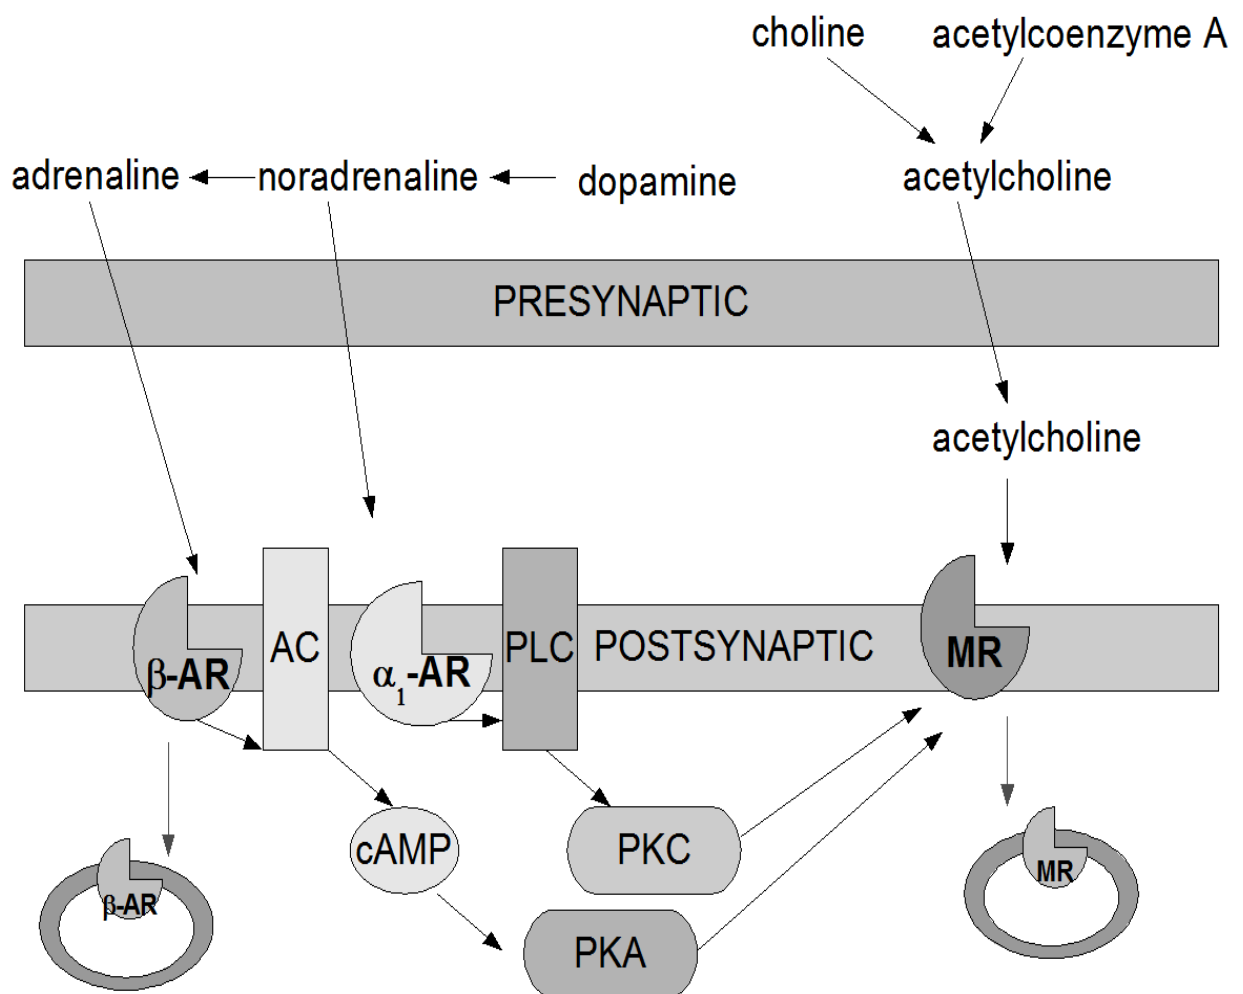 choline acetylcoenzyme A
adrenaline noradrenaline dopamine acetylcholine
PRESYNAPTIC
acetylcholine
β-AR AC α1-AR PLC POSTSYNAPTIC MR
cAMP PKC
β-AR MR
PKA